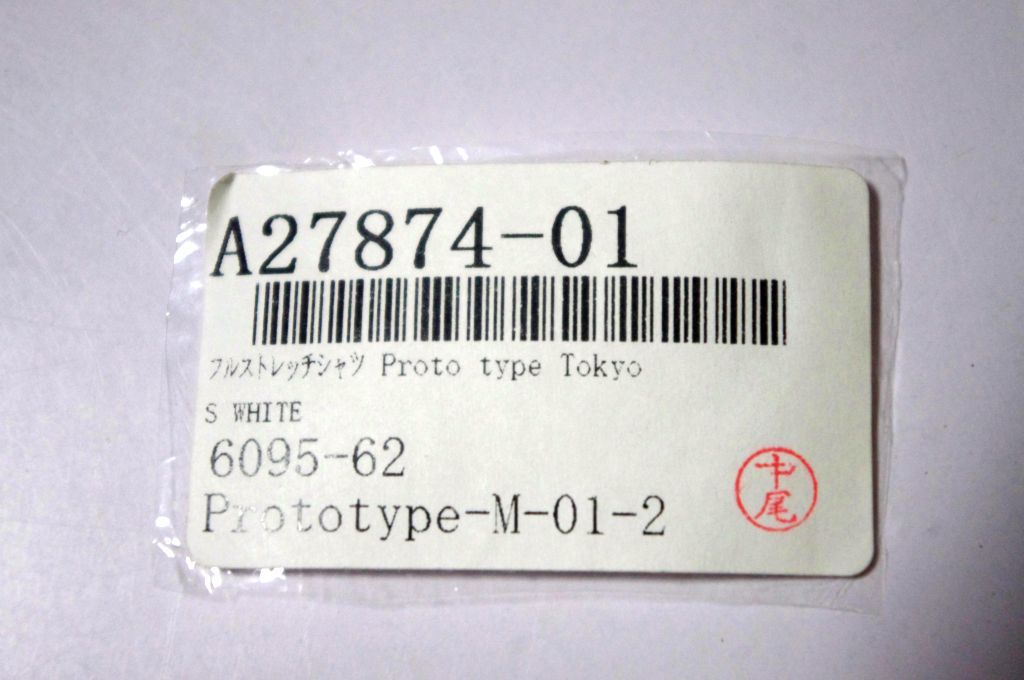 A27874-01
フルストレッチシャツ Proto type Tokyo
S WHITE
6095-62
Prototype-M-01-2
中尾